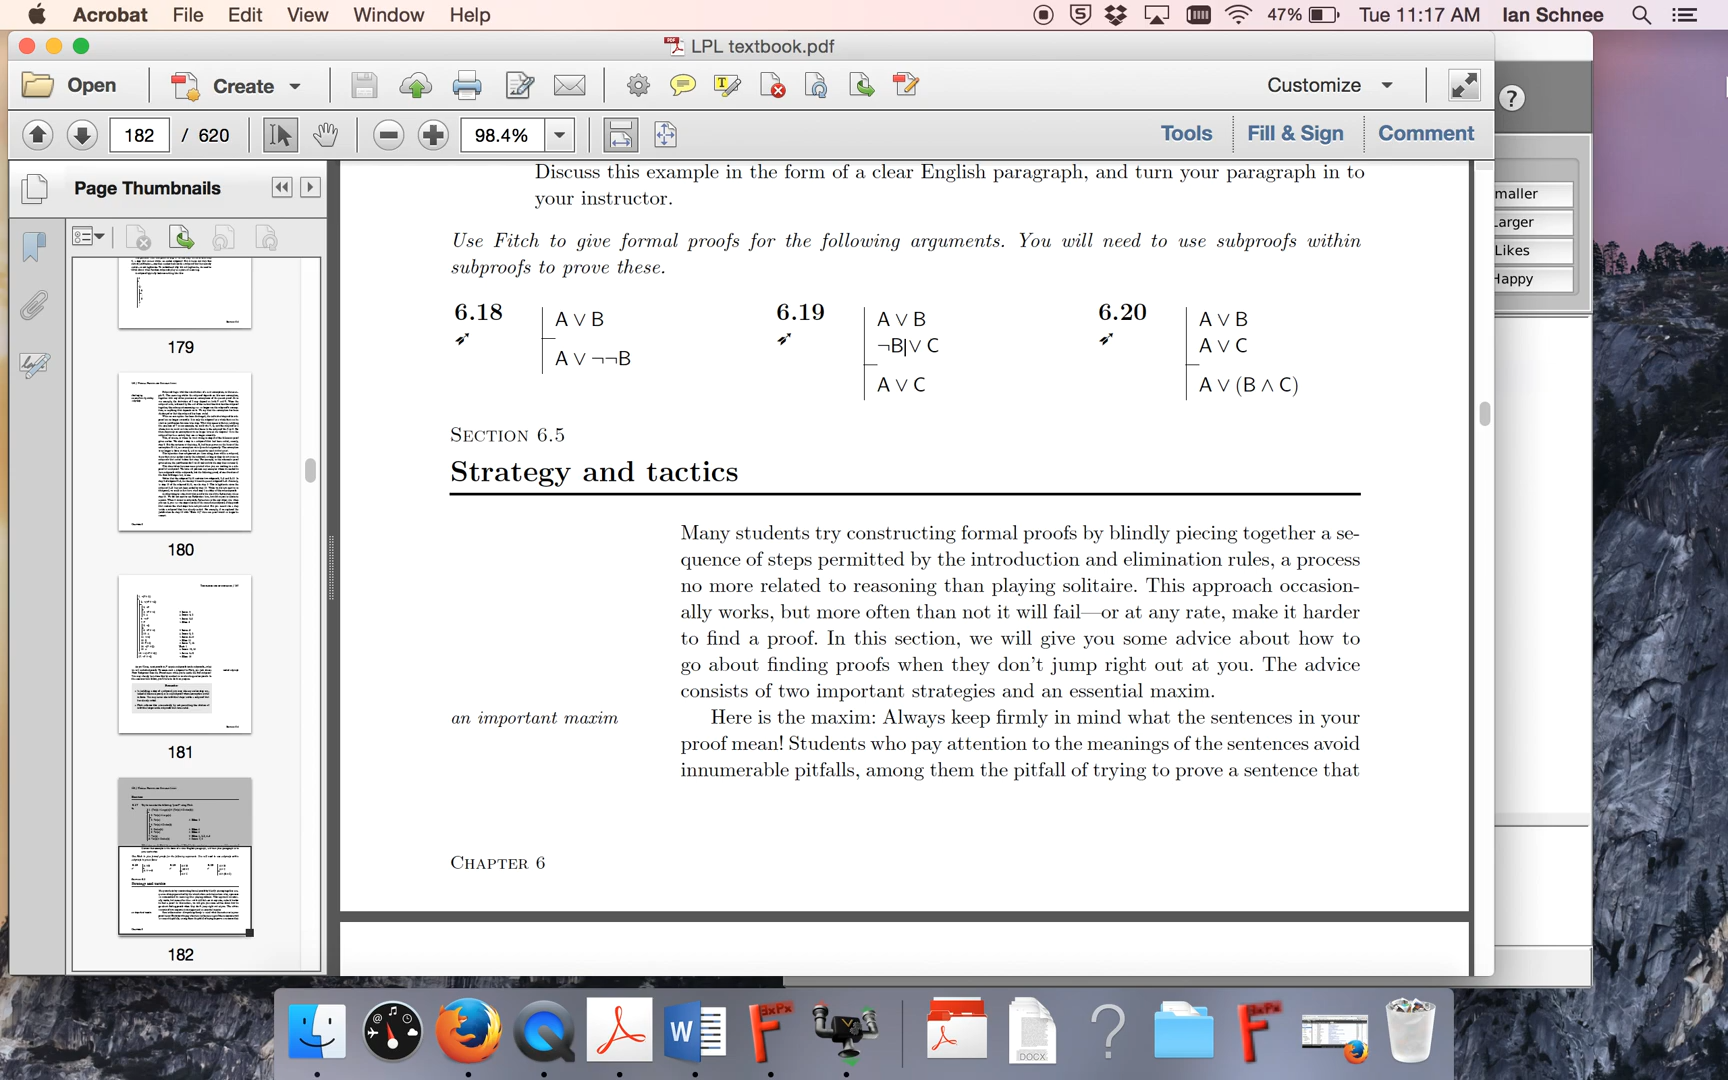 Acrobat File Edit View Window Help 47% Tue 11:17 AM Ian Schnee
LPL textbook.pdf
Open Create Customize
182 / 620 98.4% Tools Fill & Sign Comment
?
Page Thumbnails
179
180
181
182
maller
arger
Likes
Happy
Discuss this example in the form of a clear English paragraph, and turn your paragraph in to
your instructor.
Use Fitch to give formal proofs for the following arguments. You will need to use subproofs within
subproofs to prove these.
6.18
A ∨ B
A ∨ ¬¬B
6.19
A ∨ B
¬B ∨ C
A ∨ C
6.20
A ∨ B
A ∨ C
A ∨ (B ∧ C)
Section 6.5
Strategy and tactics
Many students try constructing formal proofs by blindly piecing together a se-
quence of steps permitted by the introduction and elimination rules, a process
no more related to reasoning than playing solitaire. This approach occasion-
ally works, but more often than not it will fail—or at any rate, make it harder
to find a proof. In this section, we will give you some advice about how to
go about finding proofs when they don't jump right out at you. The advice
consists of two important strategies and an essential maxim.
an important maxim
Here is the maxim: Always keep firmly in mind what the sentences in your
proof mean! Students who pay attention to the meanings of the sentences avoid
innumerable pitfalls, among them the pitfall of trying to prove a sentence that
Chapter 6
W
F
DOCX
?
F